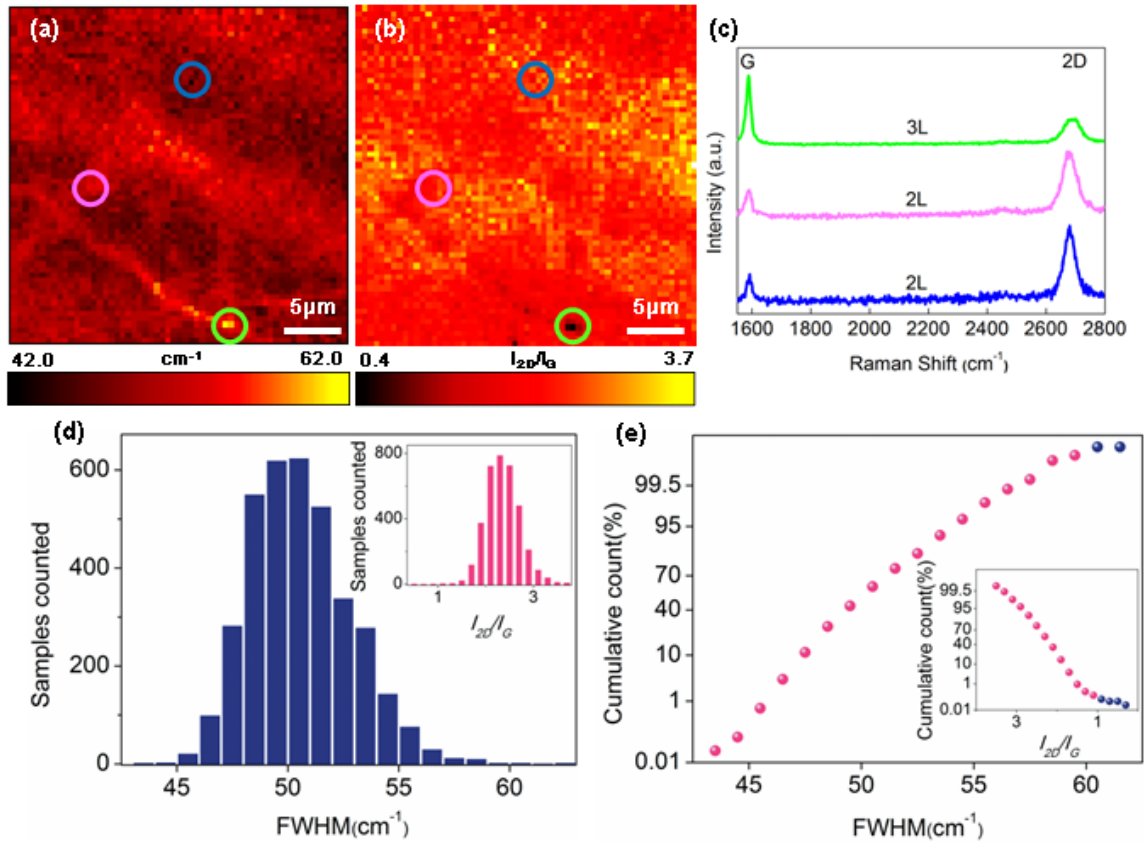 (a)
(b)
(c)
5μm
5μm
42.0 cm⁻¹ 62.0
0.4 I₂D/IG 3.7
G 2D
3L
2L
2L
Intensity (a.u.)
1600 1800 2000 2200 2400 2600 2800
Raman Shift (cm⁻¹)
(d)
Samples counted
600
400
200
0
45 50 55 60
FWHM(cm⁻¹)
Samples counted
800
400
0
1 3
I₂D/IG
(e)
Cumulative count(%)
99.5
95
70
40
10
1
0.01
45 50 55 60
FWHM(cm⁻¹)
Cumulative count(%)
99.5
95
70
40
10
1
0.01
3 1
I₂D/IG